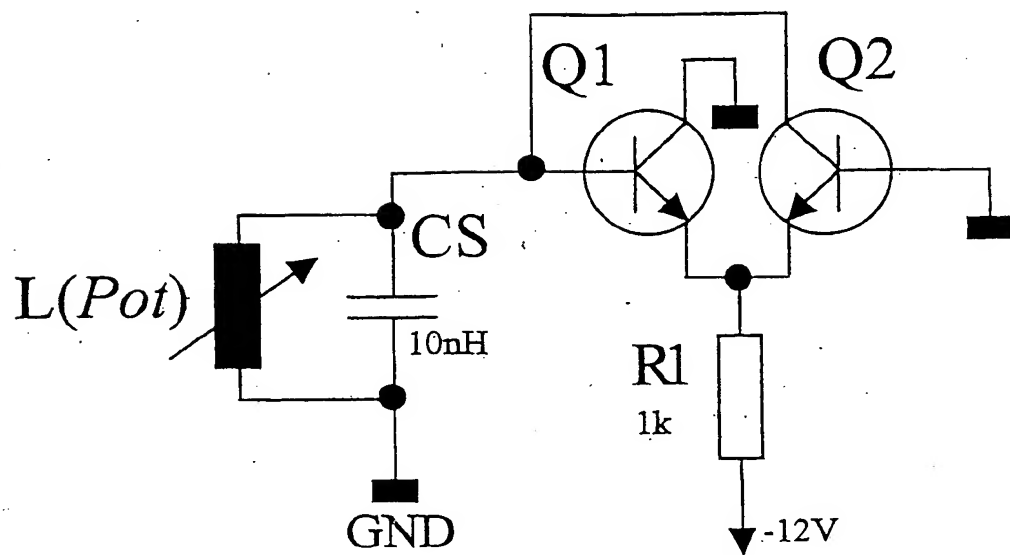 Q1
Q2
CS
L(Pot)
10nH
R1
1k
GND
-12V